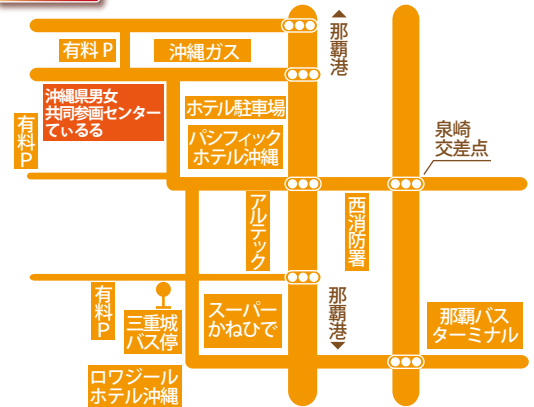 有料 P
沖縄ガス
那覇港
沖縄県男女
共同参画センター
てぃるる
有料P
ホテル駐車場
パシフィック
ホテル沖縄
泉崎
交差点
アルテック
西消防署
有料P
三重城
バス停
スーパー
かねひで
那覇港
那覇バス
ターミナル
ロワジール
ホテル沖縄